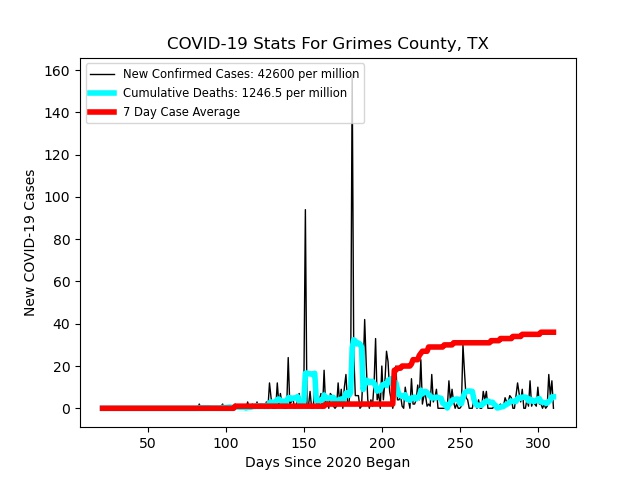 COVID-19 Stats For Grimes County, TX
New Confirmed Cases: 42600 per million
Cumulative Deaths: 1246.5 per million
7 Day Case Average
160
140
120
100
80
60
40
20
0
New COVID-19 Cases
50 100 150 200 250 300
Days Since 2020 Began